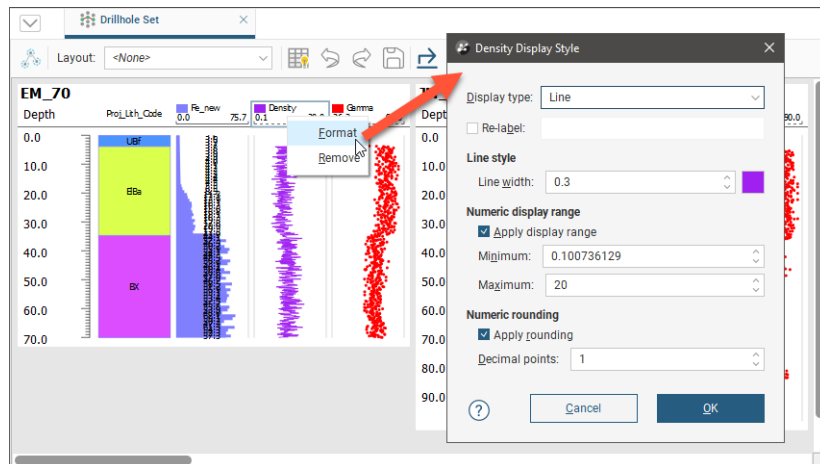 Drillhole Set
Layout: <None>
EM_70
Depth
Proj_Lith_Code
Fe_new
0.0 75.7
Density
0.1
Gamma
Format
Remove
0.0
10.0
20.0
30.0
40.0
50.0
60.0
70.0
UBf
EX
0.0
10.0
20.0
30.0
40.0
50.0
60.0
70.0
80.0
90.0
90.0
Density Display Style
Display type: Line
Re-label:
Line style
Line width: 0.3
Numeric display range
Apply display range
Minimum: 0.100736129
Maximum: 20
Numeric rounding
Apply rounding
Decimal points: 1
?
Cancel
OK